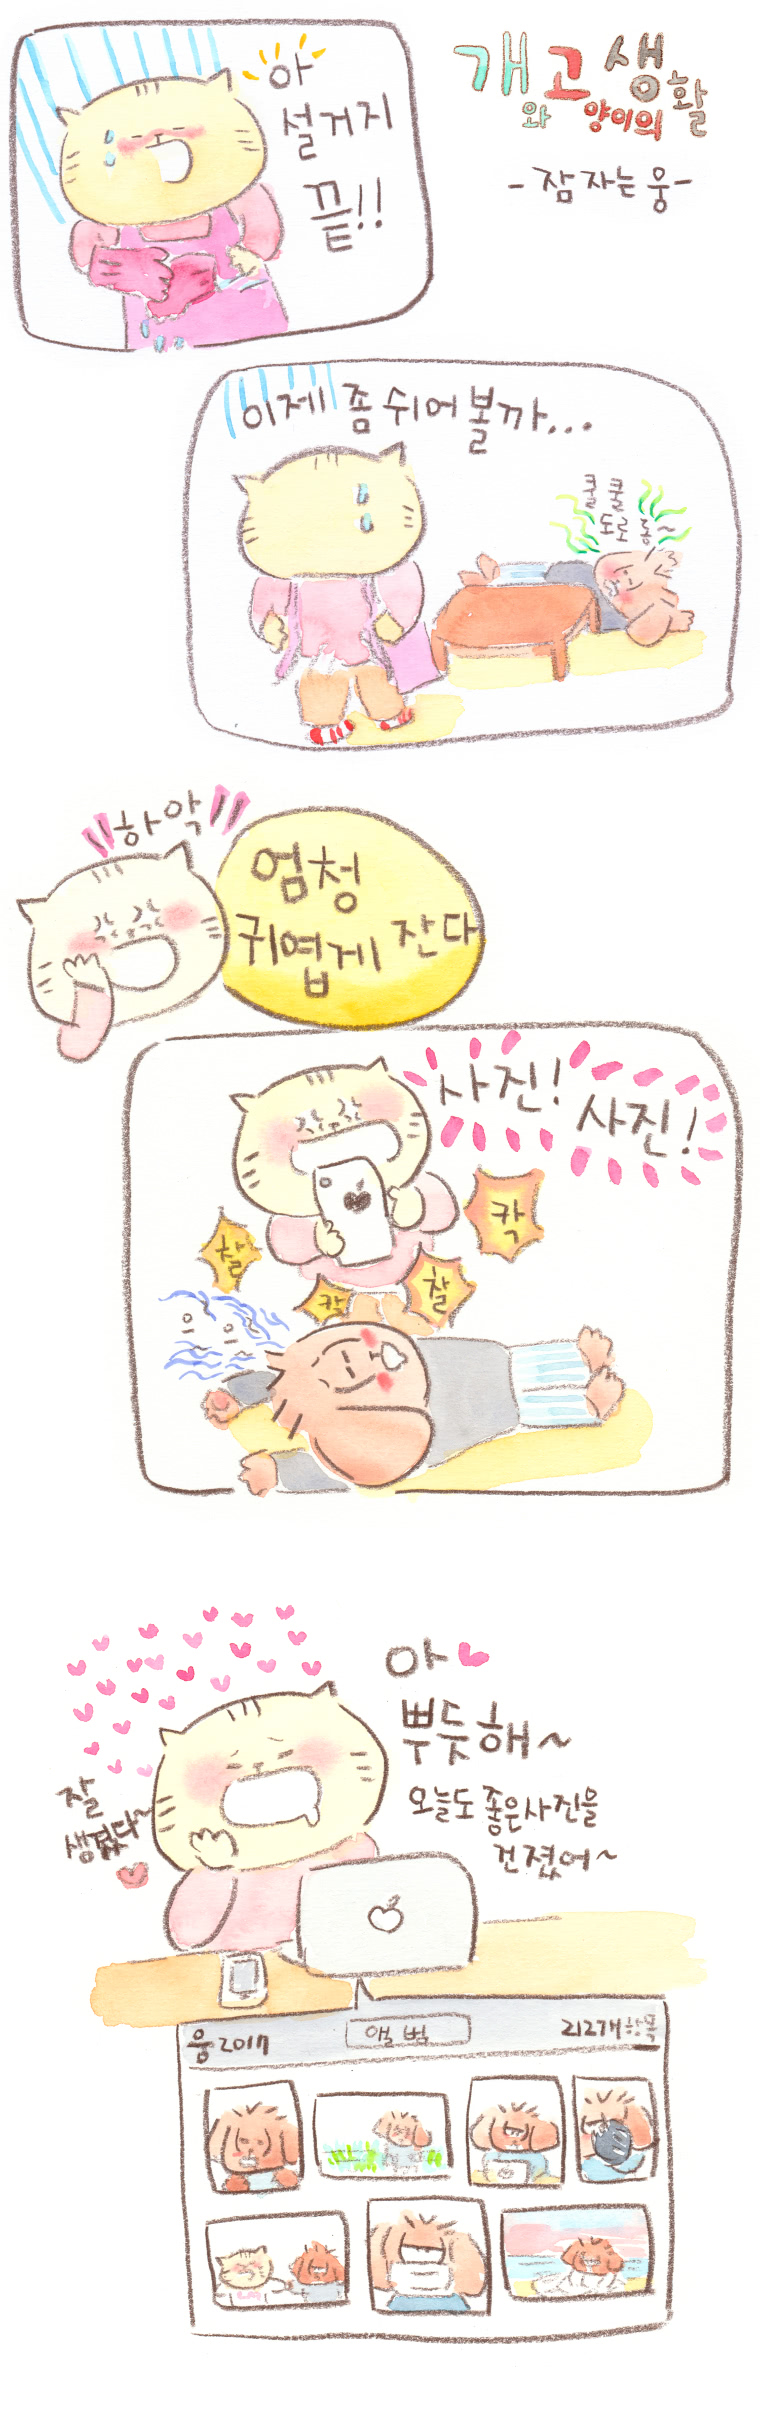 아
설거지
끝!!
개와 고양이의 생활
-잠자는 웅-
이제 좀 쉬어볼까...
쿨쿨
도로롱~
하악
엄청
귀엽게 잔다
사진! 사진!
찰
칵
찰
칵
으으
아
뿌듯해~
오늘도 좋은사진을
건졌어~
잘
생겼다~
웅2017
앨범
2127개 항목